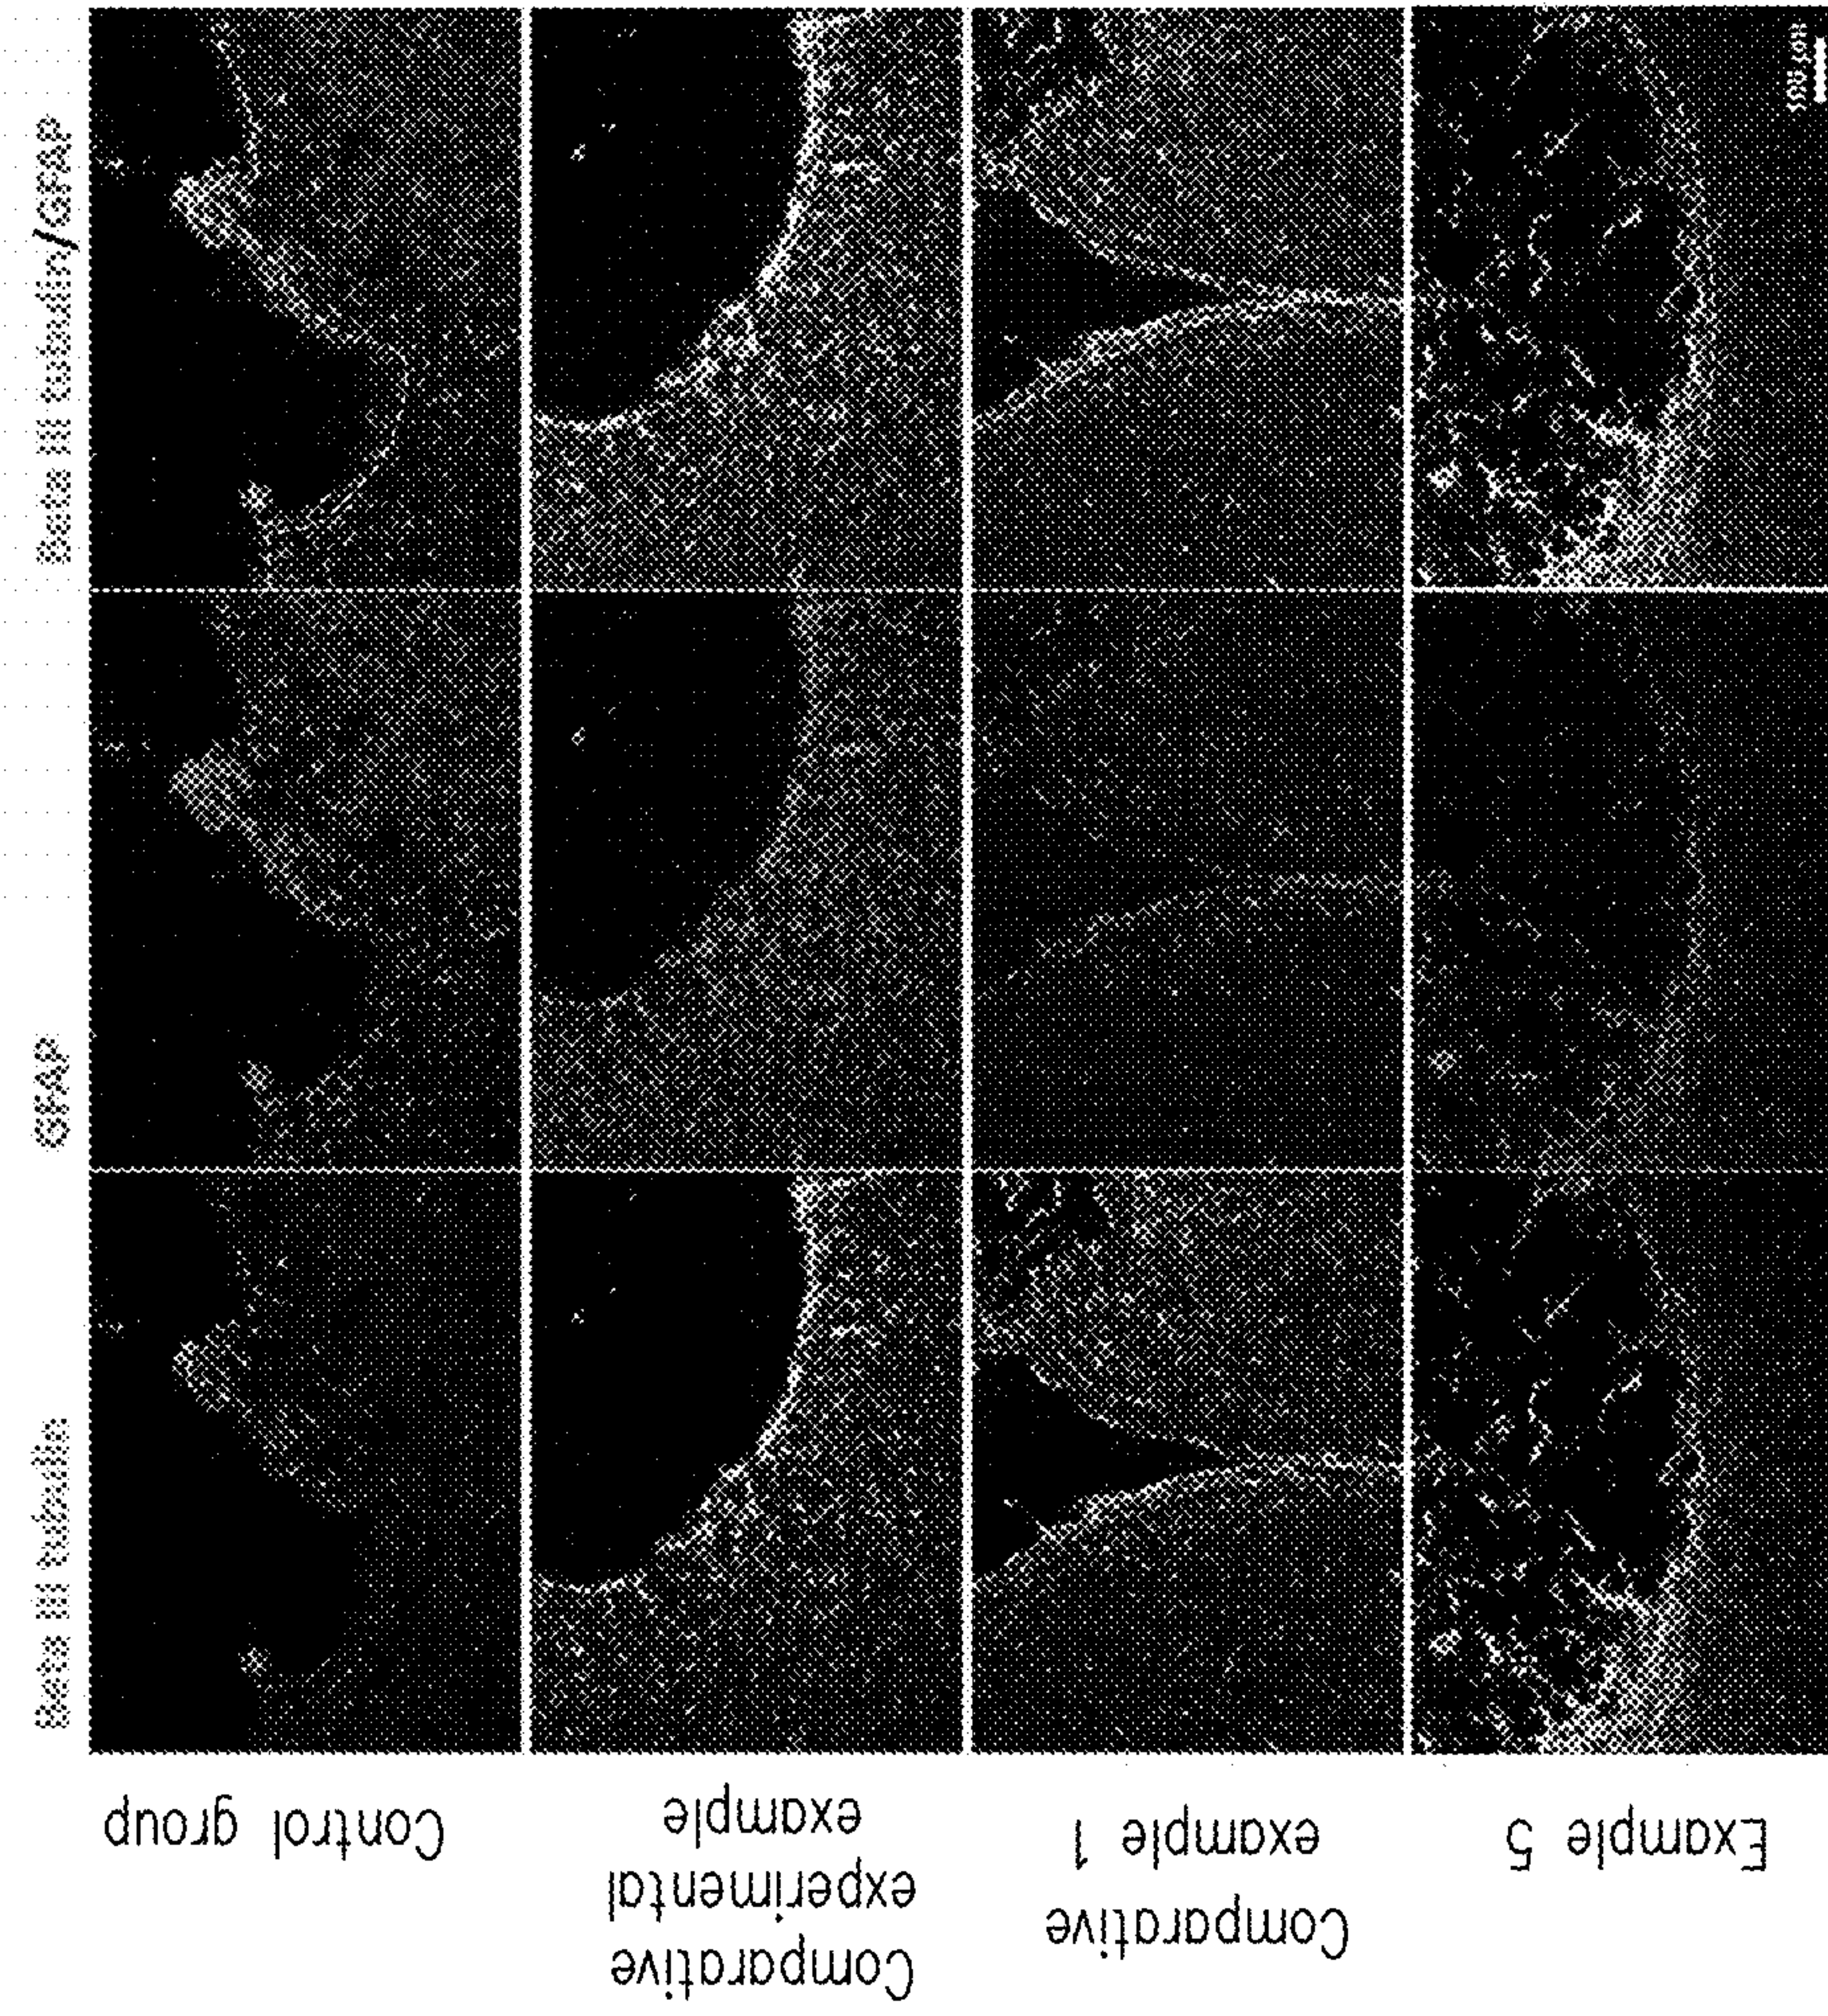 Beta III tubulin
GFAP
Beta III tubulin/GFAP
Control group
Comparative
experimental
example
Comparative
example 1
Example 5